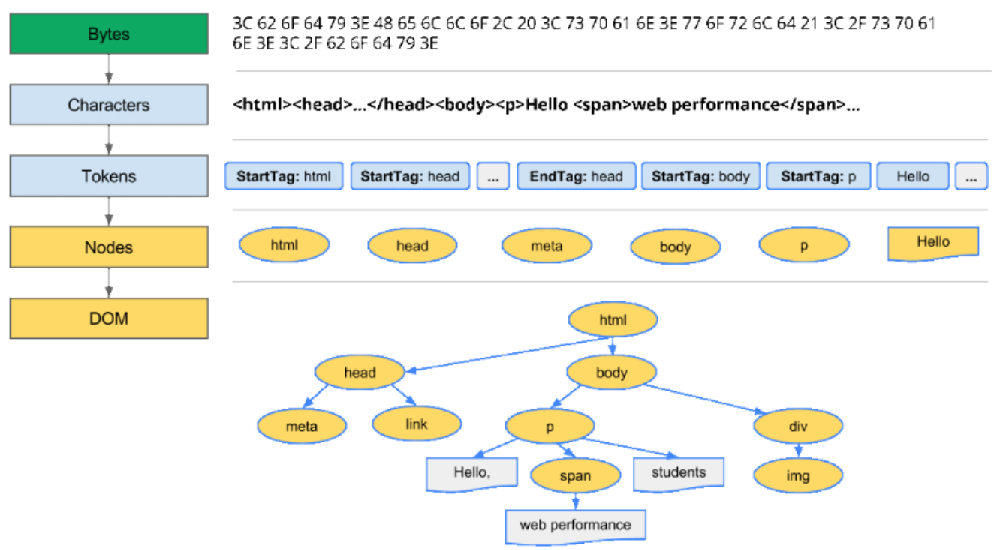 Bytes
3C 62 6F 64 79 3E 48 65 6C 6C 6F 2C 20 3C 73 70 61 6E 3E 77 6F 72 6C 64 21 3C 2F 73 70 61
6E 3E 3C 2F 62 6F 64 79 3E
Characters
<html><head>...</head><body><p>Hello <span>web performance</span>...
Tokens
StartTag: html
StartTag: head
...
EndTag: head
StartTag: body
StartTag: p
Hello
...
Nodes
html
head
meta
body
p
Hello
DOM
html
head
body
meta
link
p
div
Hello,
span
students
img
web performance